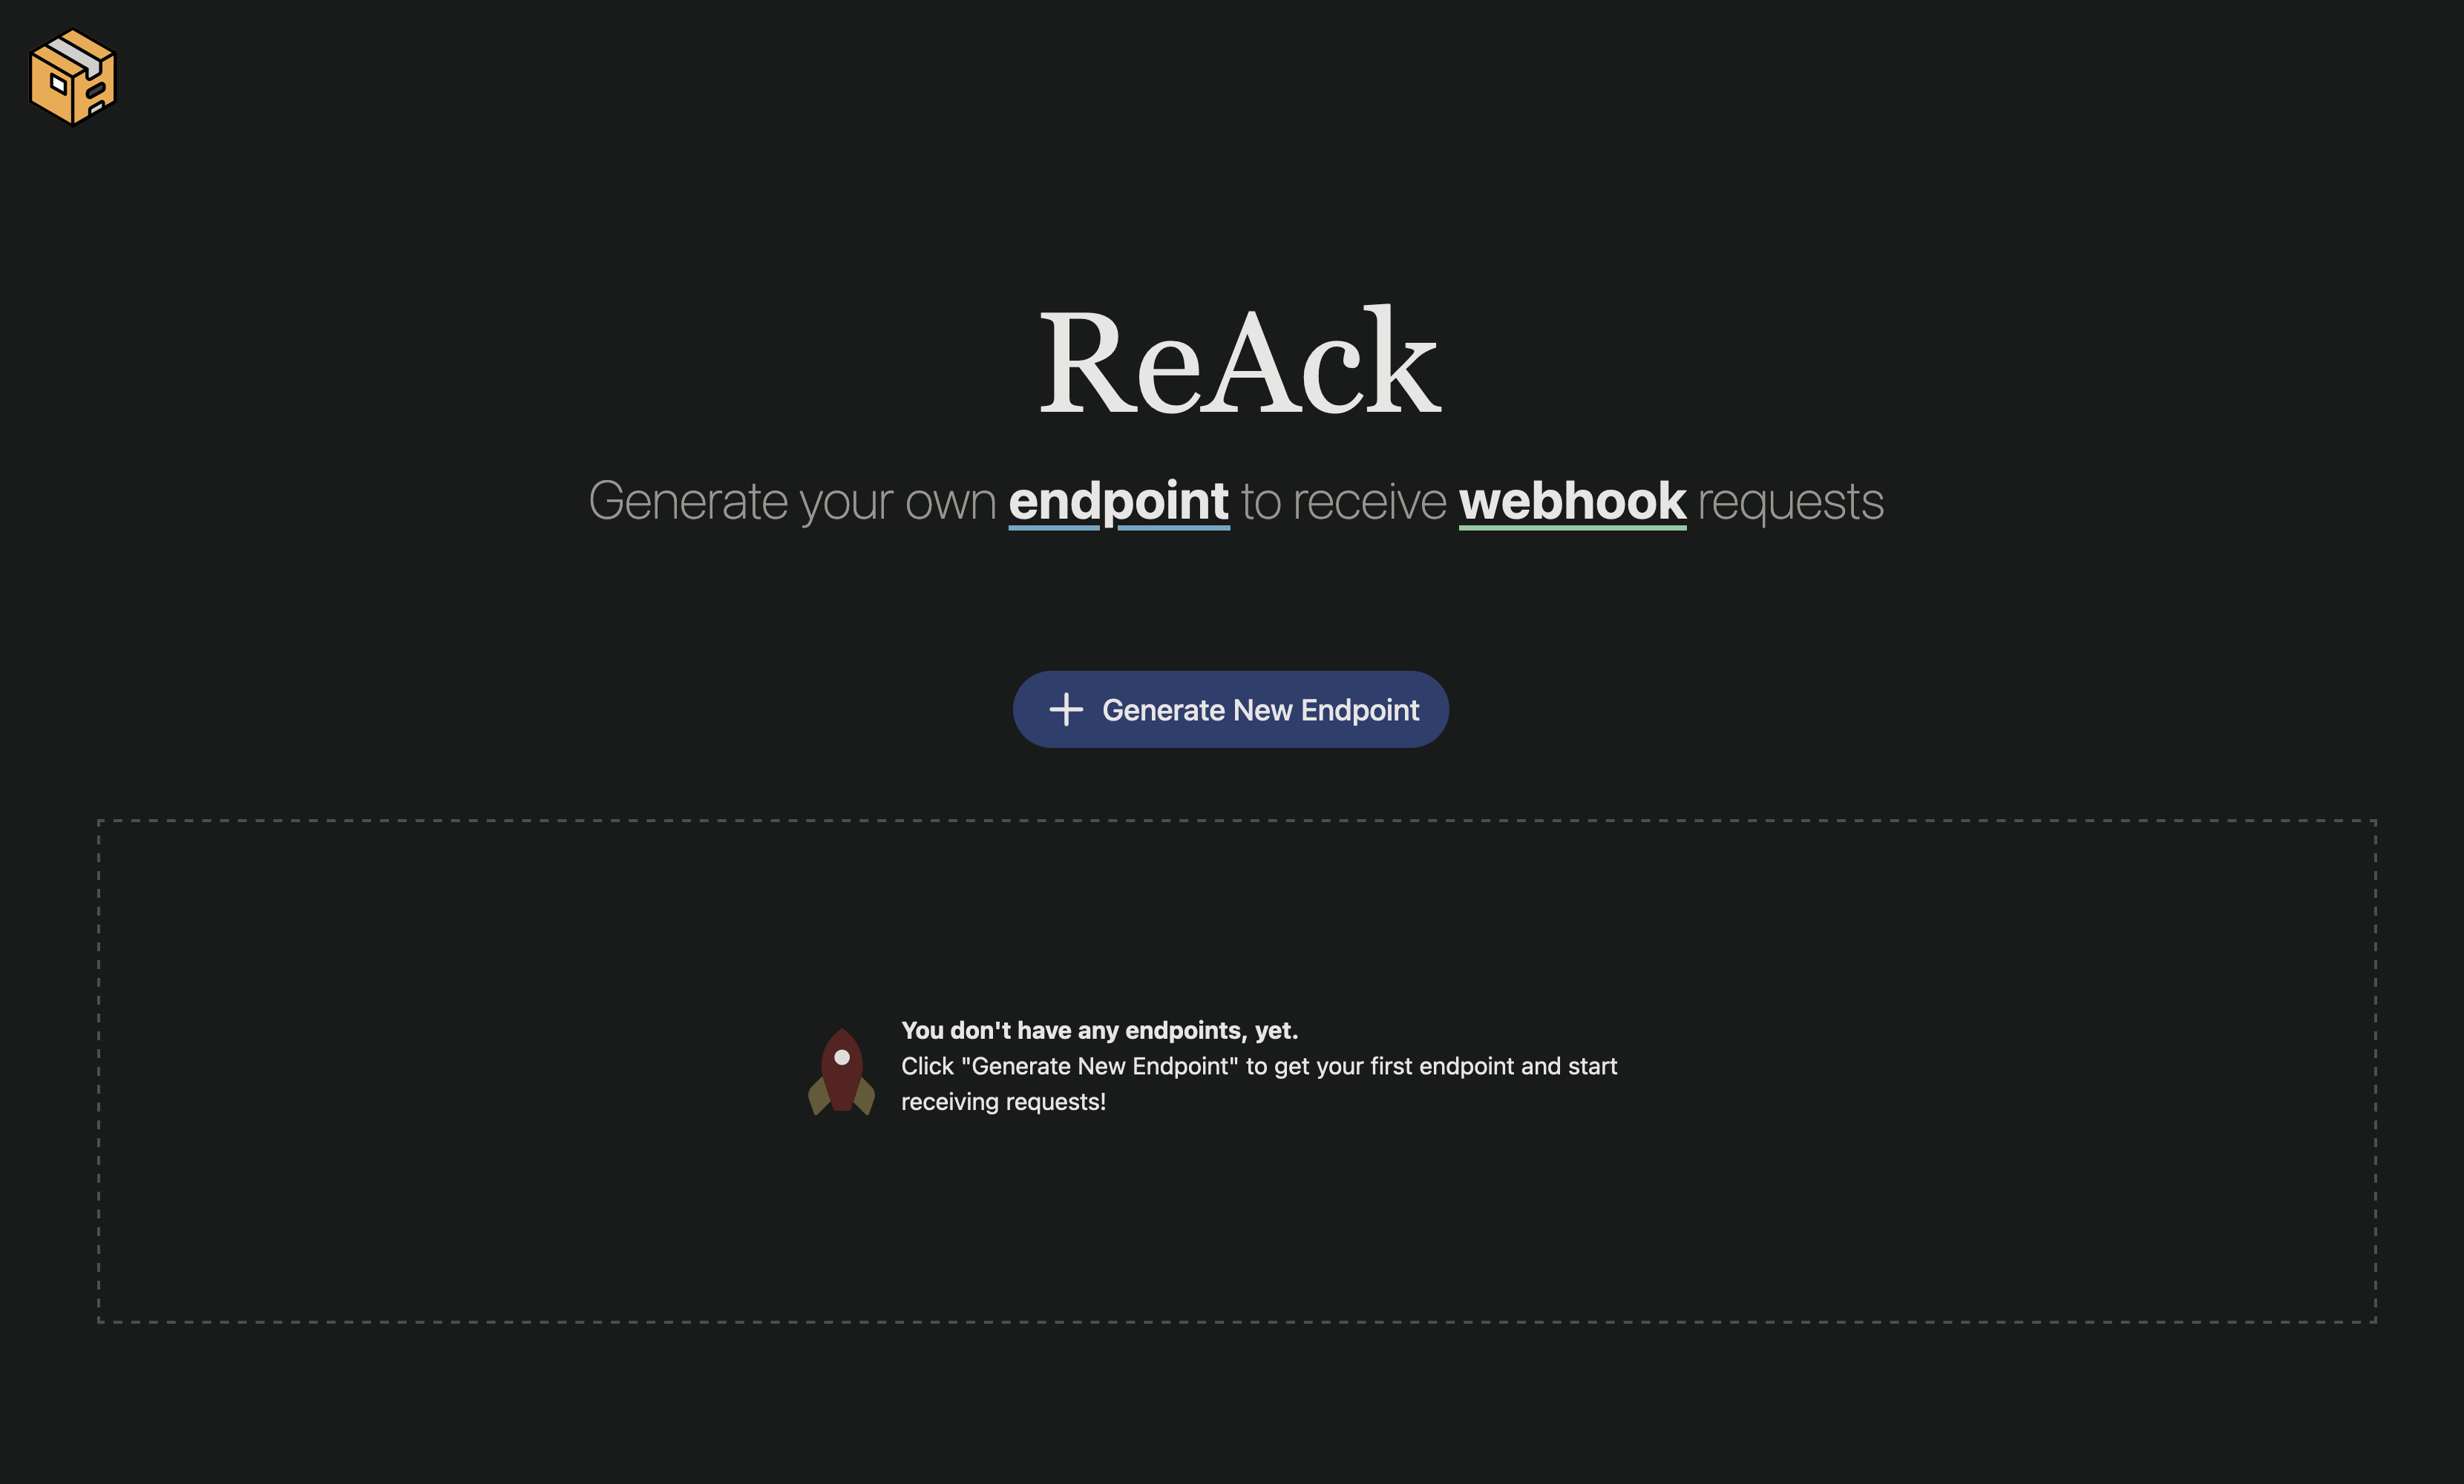 ReAck
Generate your own endpoint to receive webhook requests
Generate New Endpoint
You don't have any endpoints, yet.
Click "Generate New Endpoint" to get your first endpoint and start
receiving requests!